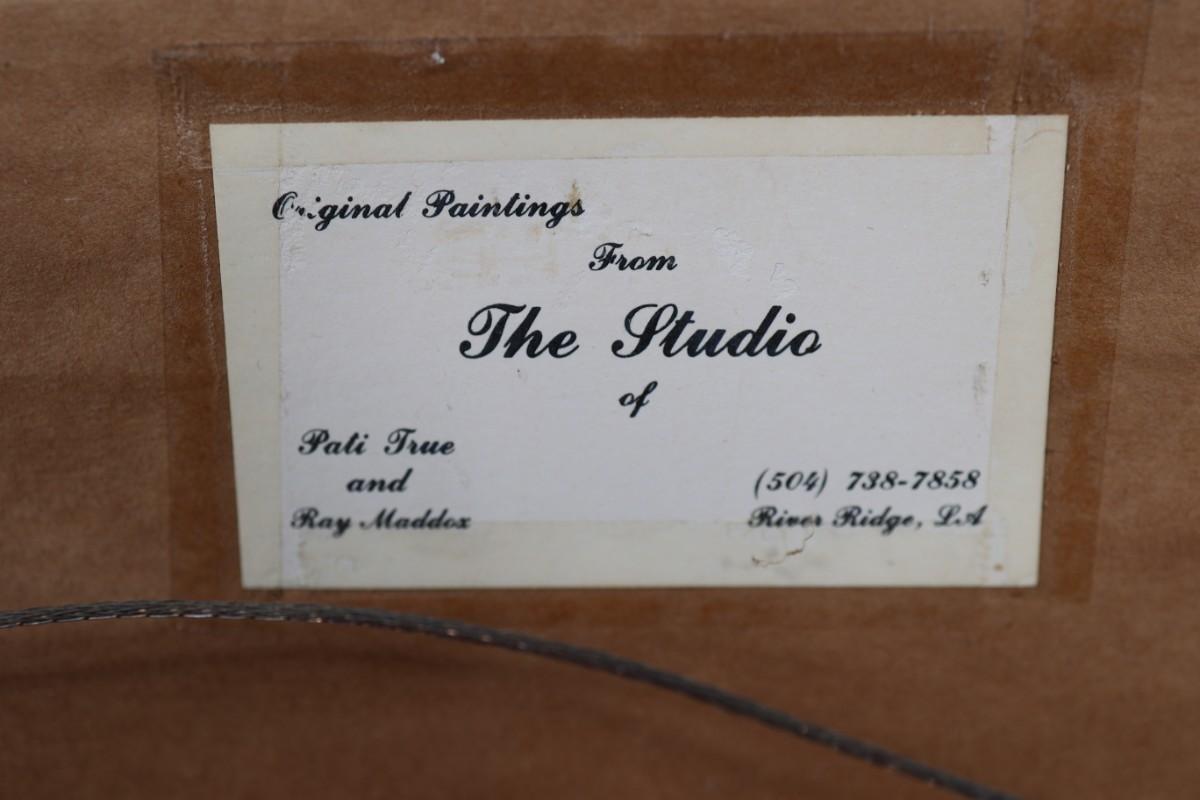 Original Paintings
From
The Studio
of
Pati True
and
Ray Maddox
(504) 738-7858
River Ridge, LA